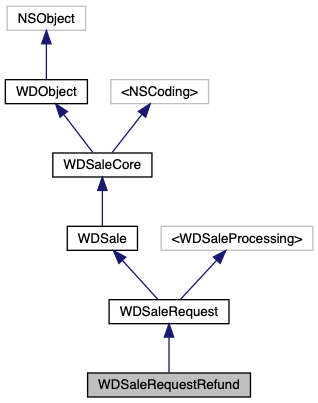 NSObject
WDObject
<NSCoding>
WDSaleCore
WDSale
<WDSaleProcessing>
WDSaleRequest
WDSaleRequestRefund